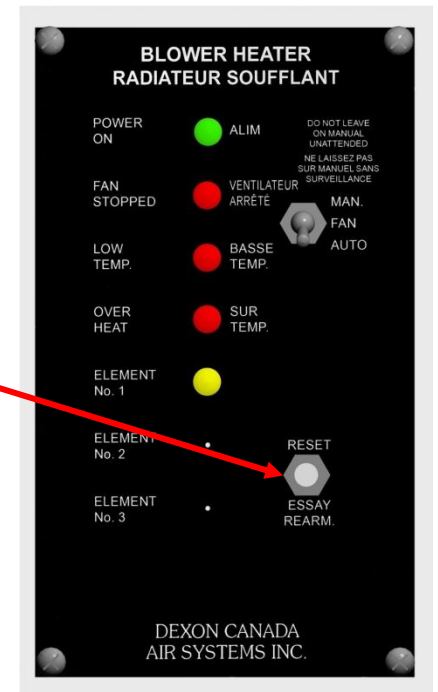 BLOWER HEATER
RADIATEUR SOUFFLANT
POWER
ON
ALIM
DO NOT LEAVE
ON MANUAL
UNATTENDED
NE LAISSEZ PAS
SUR MANUEL SANS
SURVEILLANCE
FAN
STOPPED
VENTILATEUR
ARRÊTÉ
MAN.
FAN
AUTO
LOW
TEMP.
BASSE
TEMP.
OVER
HEAT
SUR
TEMP.
ELEMENT
No. 1
ELEMENT
No. 2
RESET
ELEMENT
No. 3
ESSAY
REARM.
DEXON CANADA
AIR SYSTEMS INC.